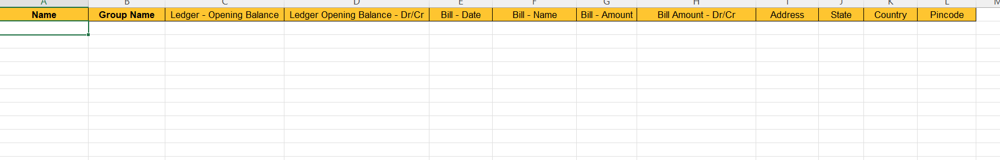 A B C D E F G H I J K L M
Name Group Name Ledger - Opening Balance Ledger Opening Balance - Dr/Cr Bill - Date Bill - Name Bill - Amount Bill Amount - Dr/Cr Address State Country Pincode